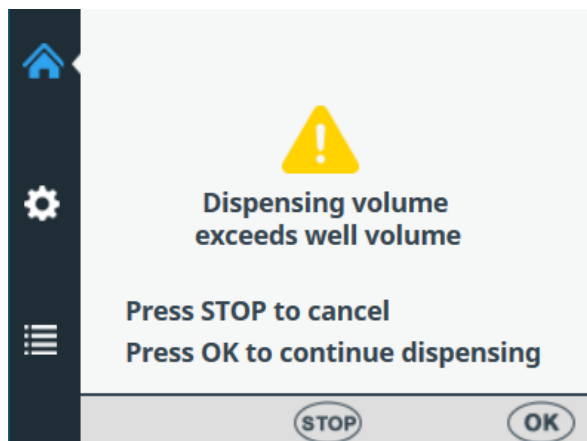 Dispensing volume
exceeds well volume
Press STOP to cancel
Press OK to continue dispensing
STOP OK